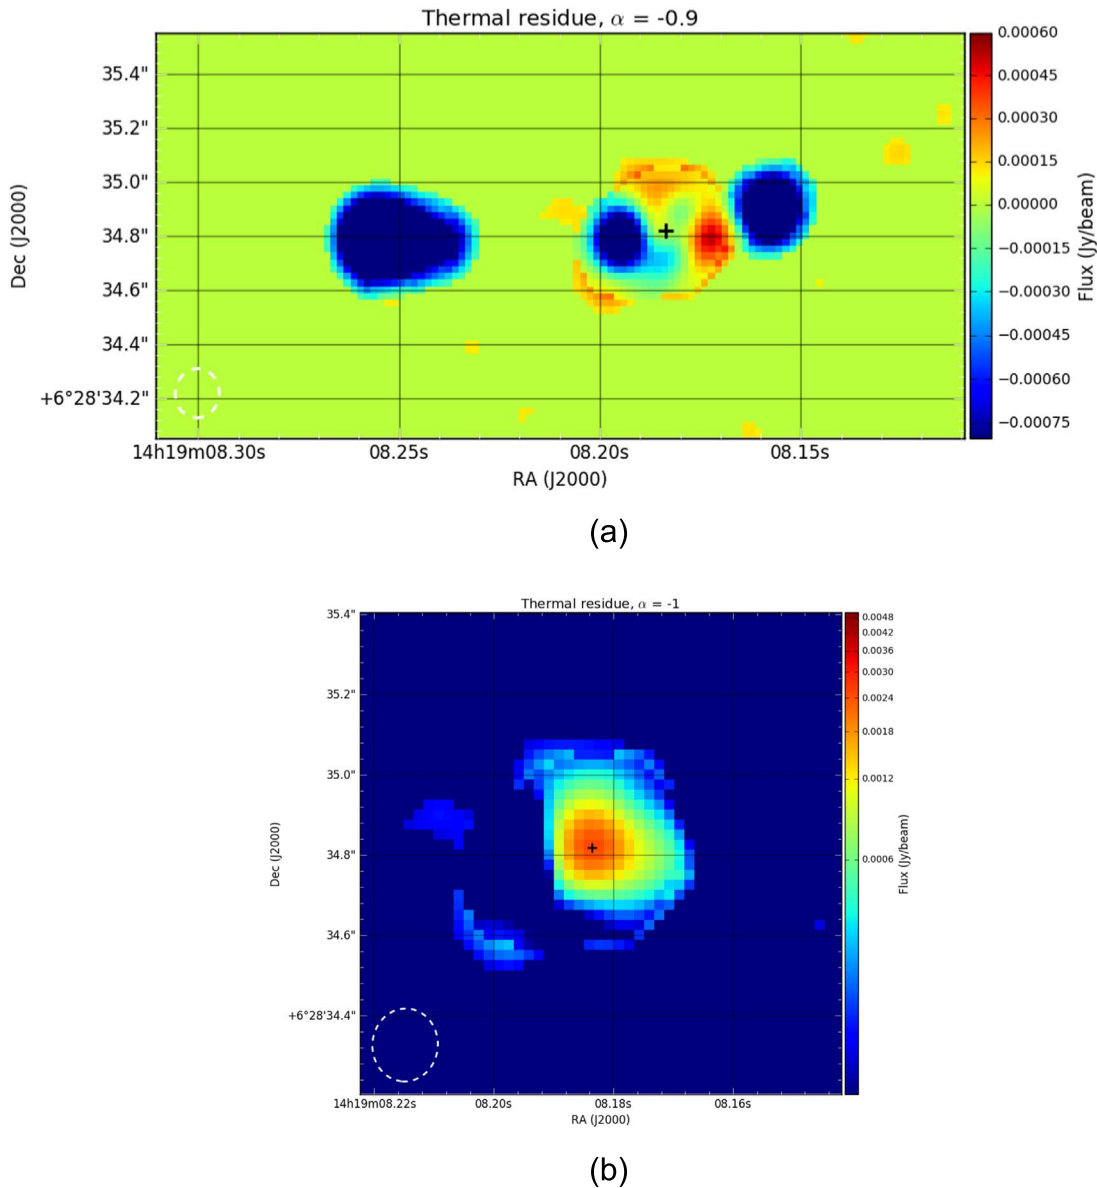 Thermal residue, α = -0.9
35.4"
35.2"
35.0"
34.8"
34.6"
34.4"
+6°28'34.2"
Dec (J2000)
14h19m08.30s
08.25s
08.20s
08.15s
RA (J2000)
0.00060
0.00045
0.00030
0.00015
0.00000
−0.00015
−0.00030
−0.00045
−0.00060
−0.00075
Flux (Jy/beam)
(a)
Thermal residue, α = -1
35.4"
35.2"
35.0"
34.8"
34.6"
+6°28'34.4"
Dec (J2000)
14h19m08.22s
08.20s
08.18s
08.16s
RA (J2000)
0.0048
0.0042
0.0036
0.0030
0.0024
0.0018
0.0012
0.0006
Flux (Jy/beam)
(b)